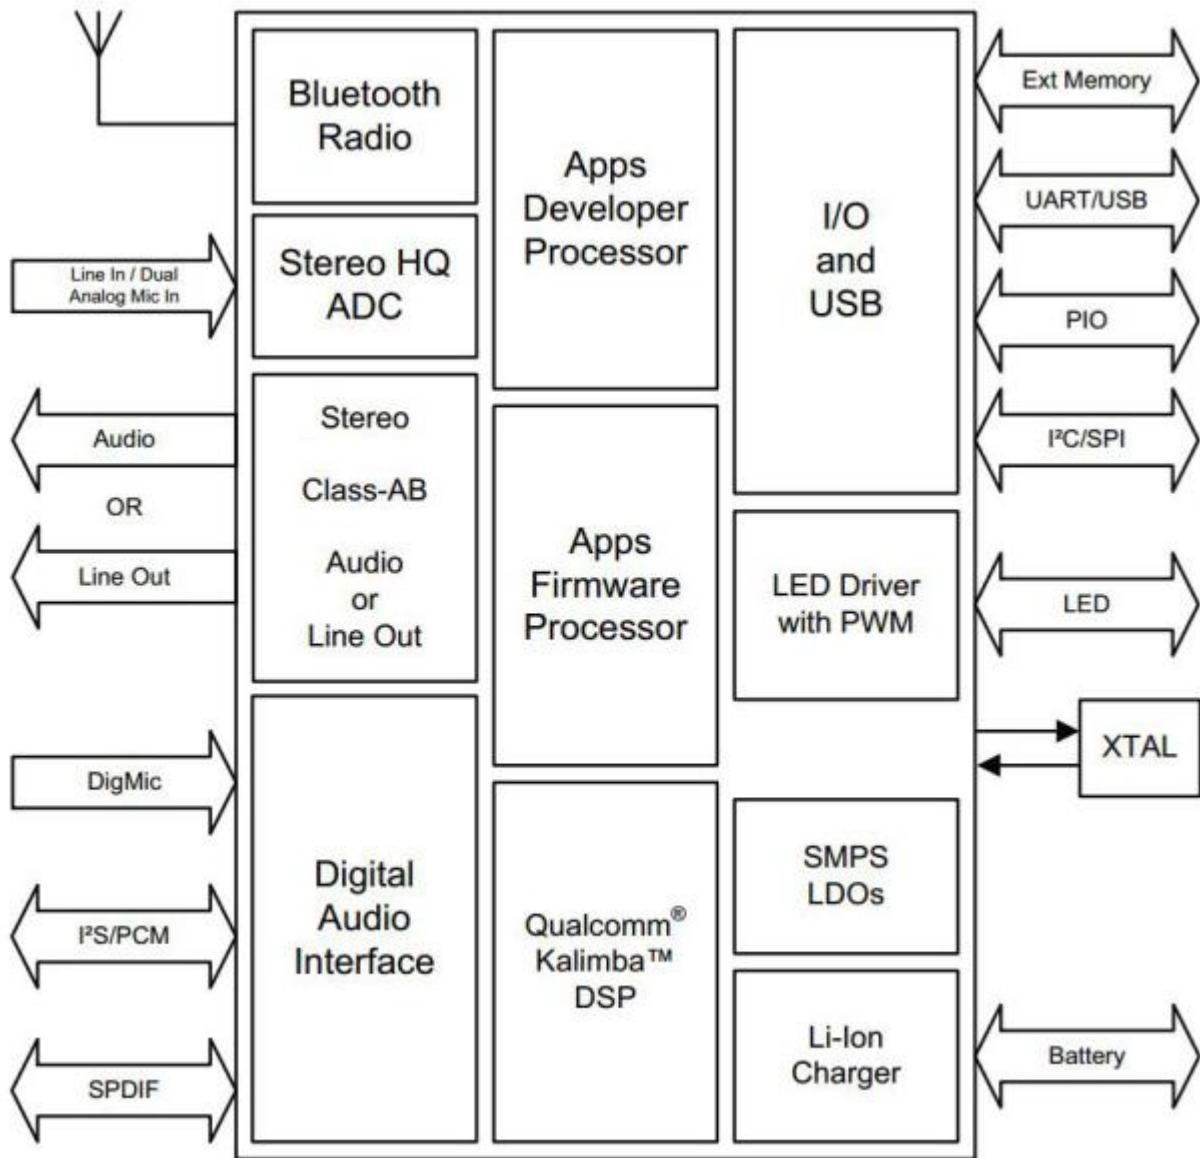 Bluetooth
Radio
Stereo HQ
ADC
Stereo
Class-AB
Audio
or
Line Out
Digital
Audio
Interface
Apps
Developer
Processor
Apps
Firmware
Processor
Qualcomm®
Kalimba™
DSP
I/O
and
USB
LED Driver
with PWM
SMPS
LDOs
Li-Ion
Charger
Line In / Dual
Analog Mic In
Audio
OR
Line Out
DigMic
I²S/PCM
SPDIF
Ext Memory
UART/USB
PIO
I²C/SPI
LED
XTAL
Battery